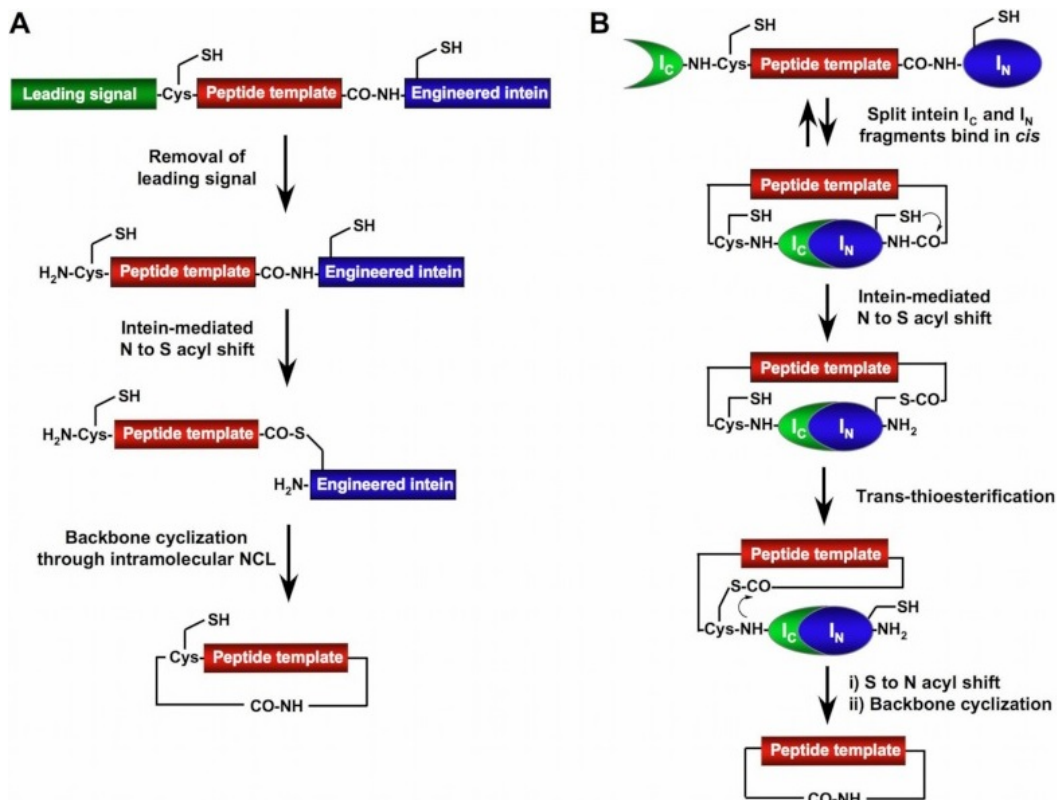 A
SH
SH
Leading signal -Cys- Peptide template -CO-NH- Engineered intein
Removal of
leading signal
SH
SH
H2N-Cys- Peptide template -CO-NH- Engineered intein
Intein-mediated
N to S acyl shift
SH
H2N-Cys- Peptide template -CO-S
H2N- Engineered intein
Backbone cyclization
through intramolecular NCL
SH
Cys- Peptide template
CO-NH
B
SH
SH
IC -NH-Cys- Peptide template -CO-NH- IN
Split intein IC and IN
fragments bind in cis
Peptide template
SH
SH
Cys-NH- IC IN -NH-CO
Intein-mediated
N to S acyl shift
Peptide template
SH
S-CO
Cys-NH- IC IN -NH2
Trans-thioesterification
Peptide template
S-CO
SH
Cys-NH- IC IN -NH2
i) S to N acyl shift
ii) Backbone cyclization
Peptide template
CO-NH